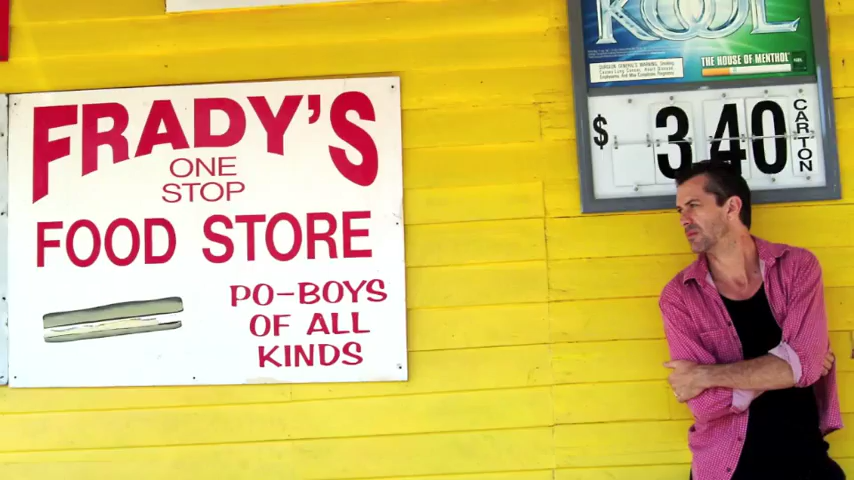 FRADY'S
ONE
STOP
FOOD STORE
PO-BOYS
OF ALL
KINDS
KOOL
THE HOUSE OF MENTHOL
$ 3.40 CARTON